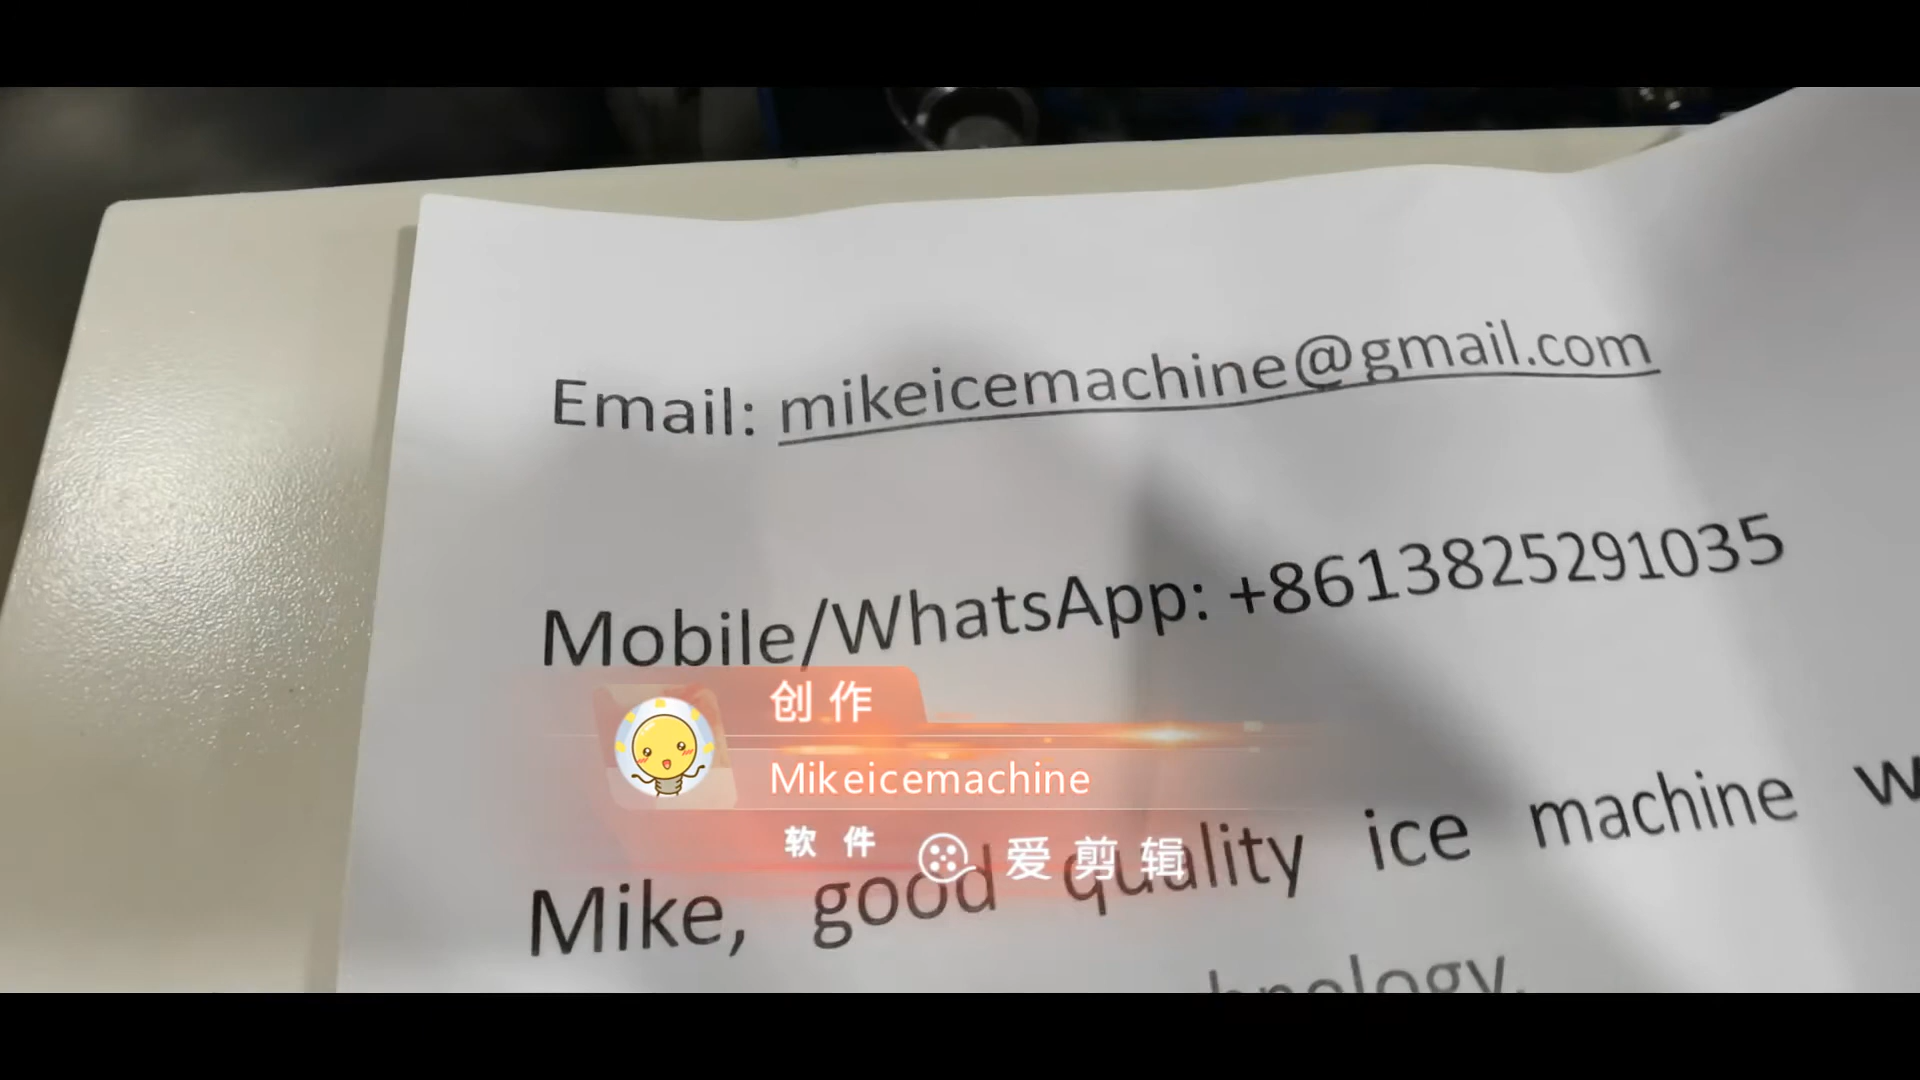 Email: mikeicemachine@gmail.com
Mobile/WhatsApp: +8613825291035
创作
Mikeicemachine
软件 爱剪辑
Mike, good quality ice machine